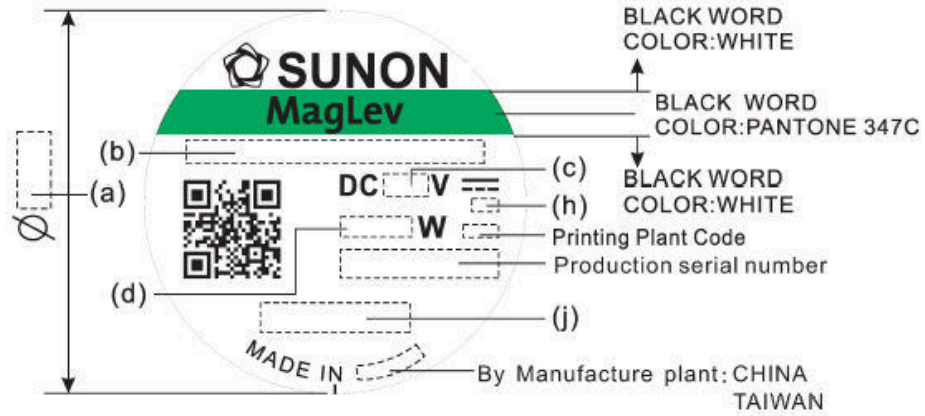 BLACK WORD
COLOR:WHITE
SUNON
MagLev
BLACK WORD
COLOR:PANTONE 347C
(b)
(c)
DC V
(a)
BLACK WORD
COLOR:WHITE
(h)
Ø
W
Printing Plant Code
Production serial number
(d)
(j)
MADE IN
By Manufacture plant: CHINA
TAIWAN